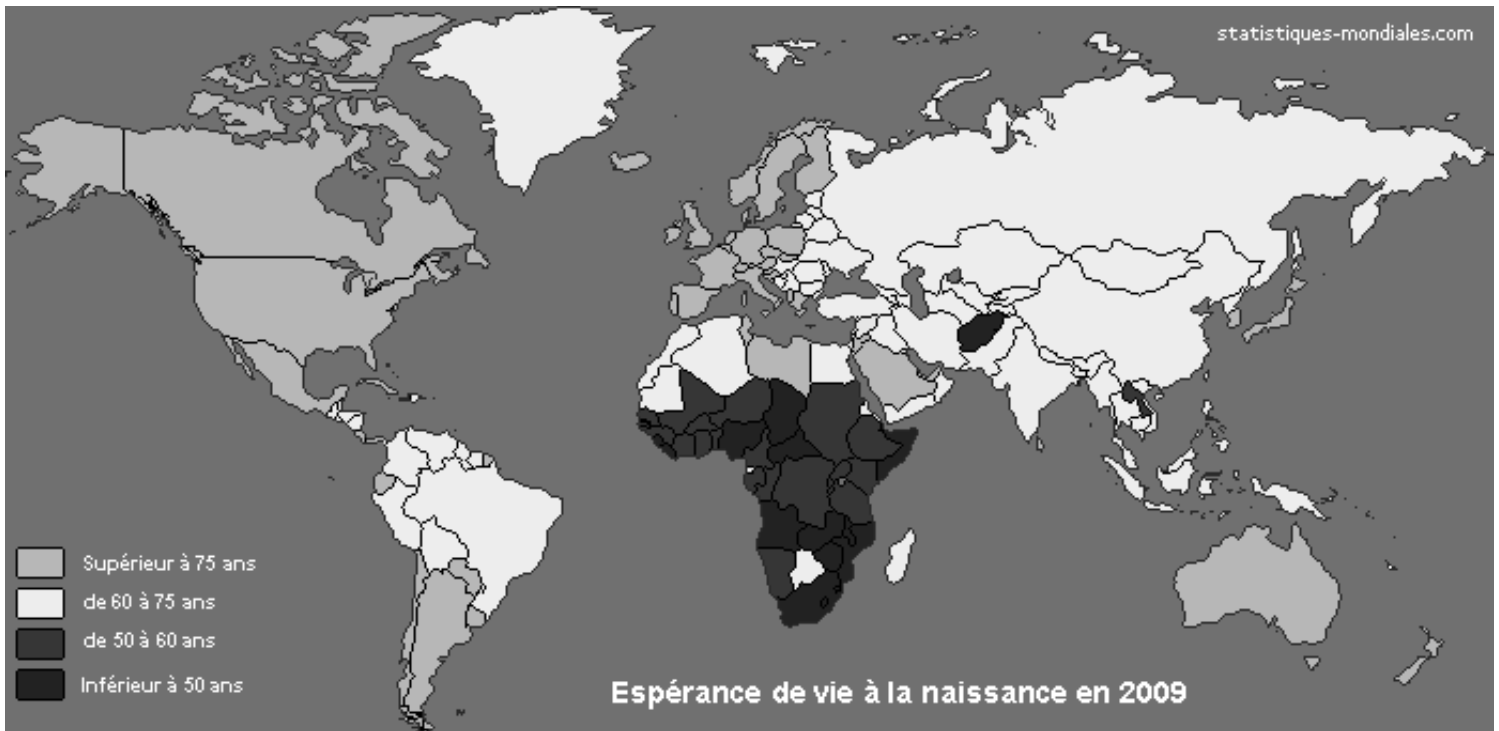 statistiques-mondiales.com
Supérieur à 75 ans
de 60 à 75 ans
de 50 à 60 ans
Inférieur à 50 ans
Espérance de vie à la naissance en 2009